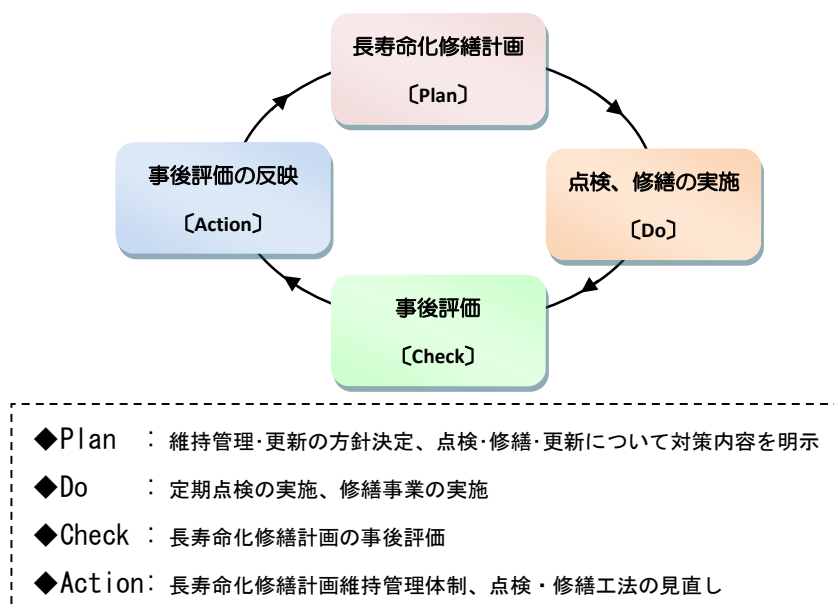 長寿命化修繕計画
〔Plan〕
事後評価の反映
〔Action〕
点検、修繕の実施
〔Do〕
事後評価
〔Check〕
◆Plan : 維持管理・更新の方針決定、点検・修繕・更新について対策内容を明示
◆Do : 定期点検の実施、修繕事業の実施
◆Check : 長寿命化修繕計画の事後評価
◆Action: 長寿命化修繕計画維持管理体制、点検・修繕工法の見直し